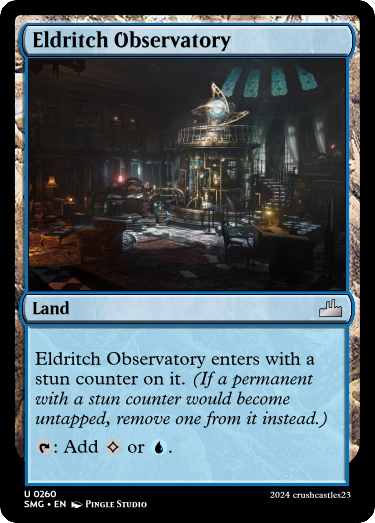 Eldritch Observatory
Land
Eldritch Observatory enters with a
stun counter on it. (If a permanent
with a stun counter would become
untapped, remove one from it instead.)
: Add or .
U 0260
SMG • EN Pingle Studio
2024 crushcastles23